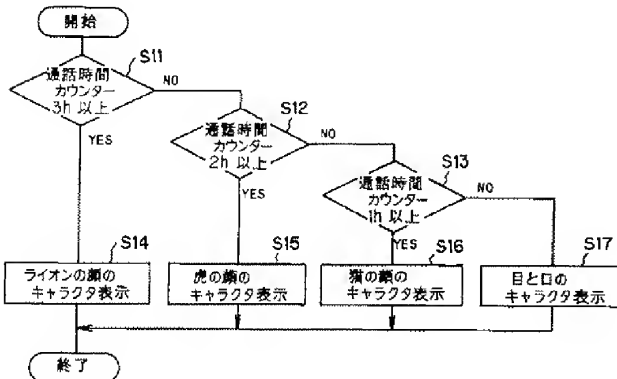 開始
S11
通話時間
カウンター
3h 以上
NO
YES
S12
通話時間
カウンター
2h 以上
NO
YES
S13
通話時間
カウンター
1h 以上
NO
YES
S14
ライオンの顔の
キャラクタ表示
S15
虎の顔の
キャラクタ表示
S16
猫の顔の
キャラクタ表示
S17
目と口の
キャラクタ表示
終了